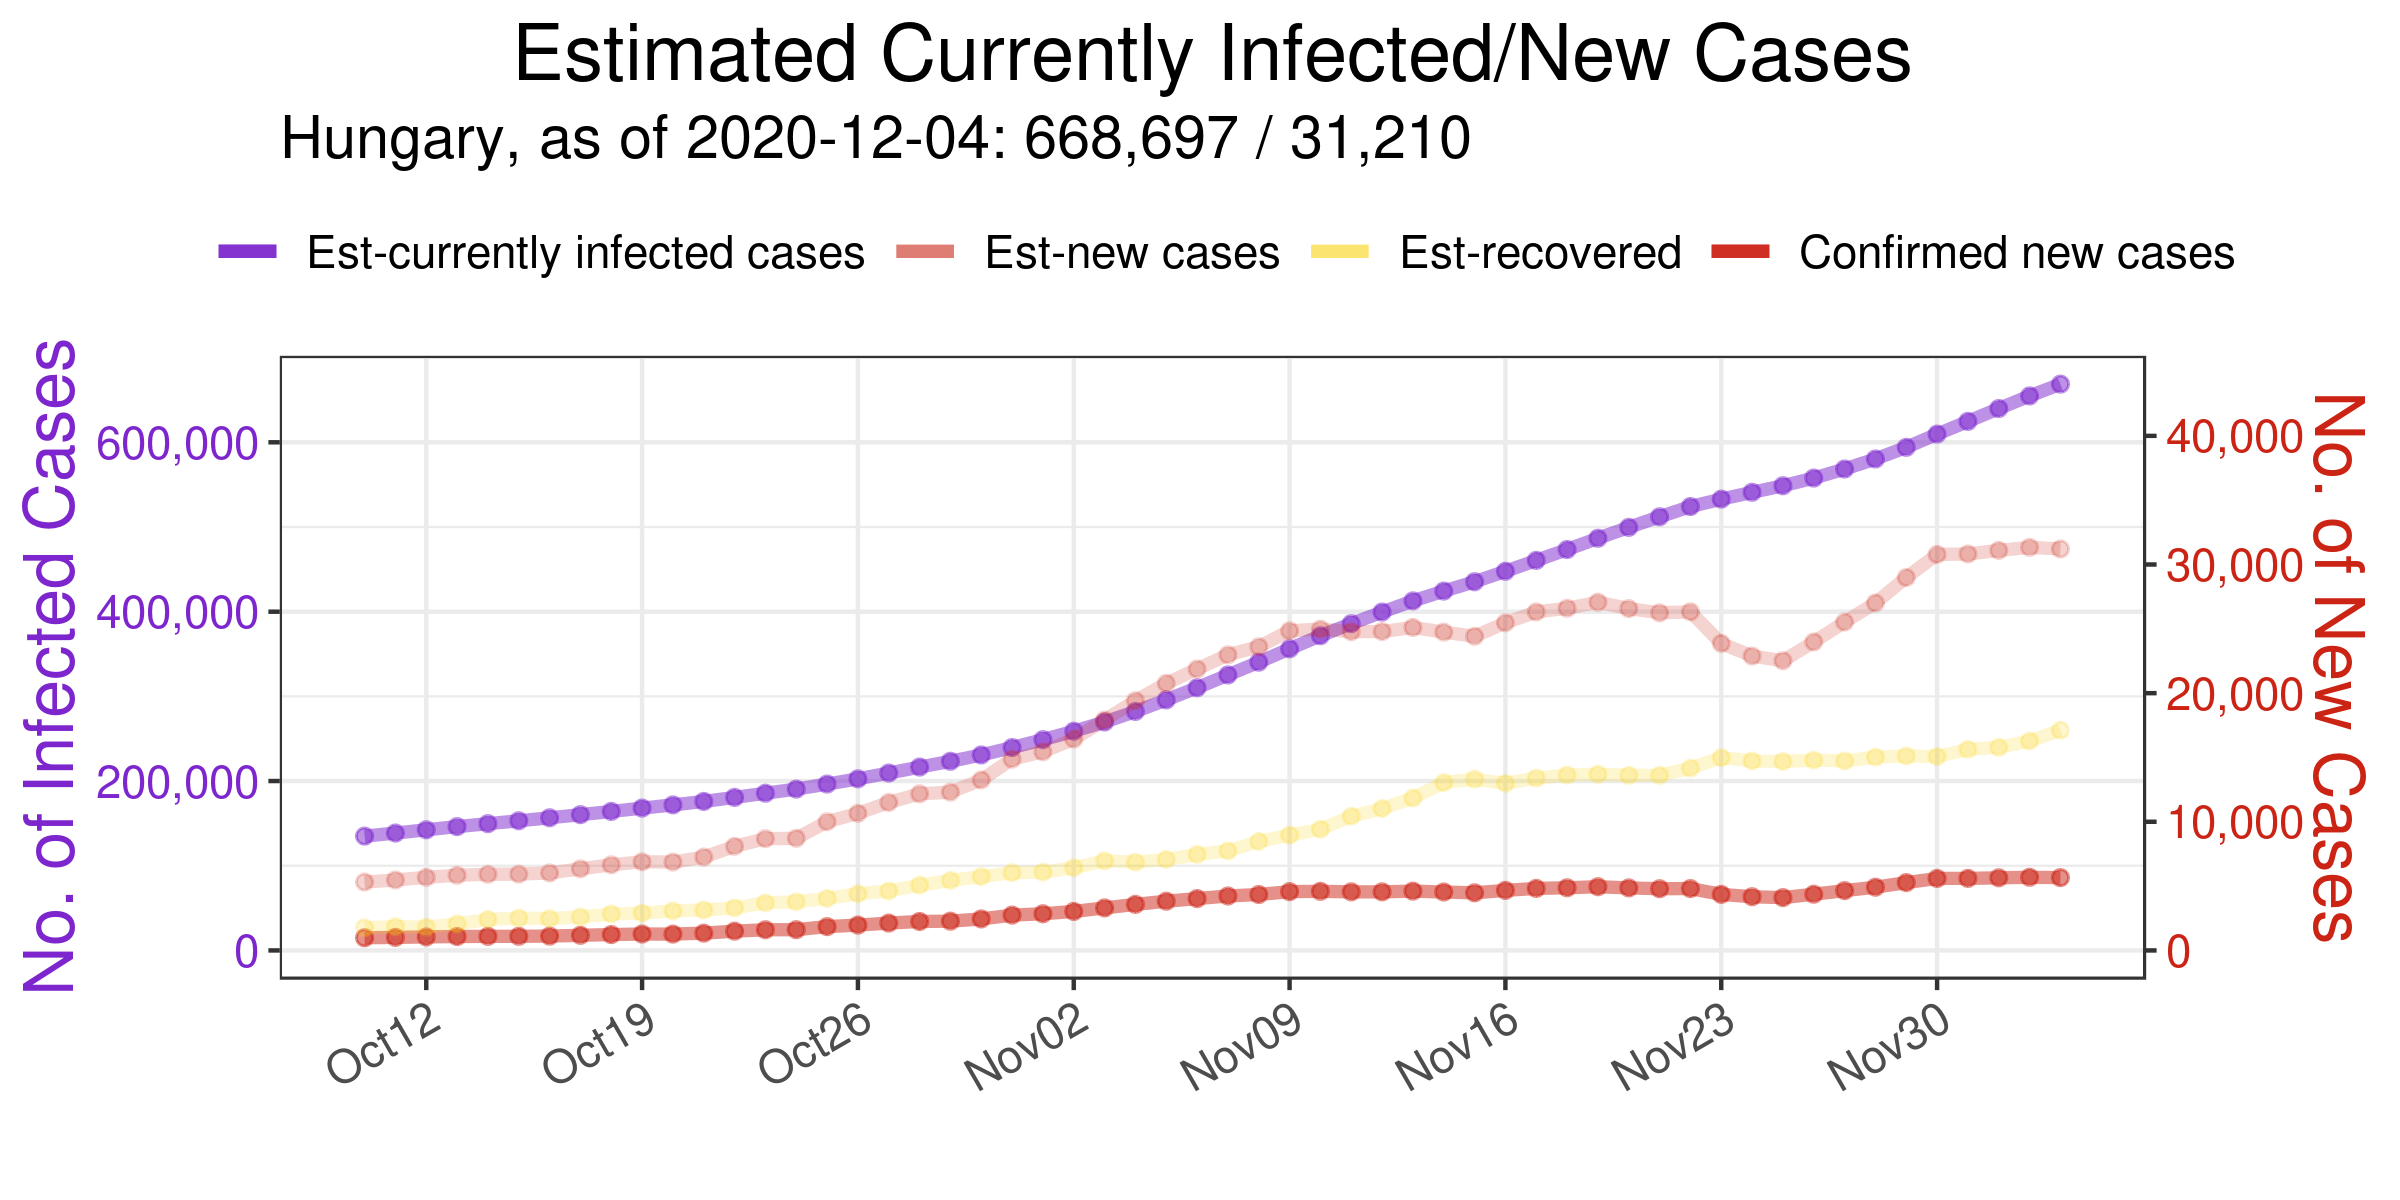 Estimated Currently Infected/New Cases
Hungary, as of 2020-12-04: 668,697 / 31,210
Est-currently infected cases Est-new cases Est-recovered Confirmed new cases
No. of Infected Cases
600,000
400,000
200,000
0
40,000
30,000
20,000
10,000
0
No. of New Cases
Oct12 Oct19 Oct26 Nov02 Nov09 Nov16 Nov23 Nov30